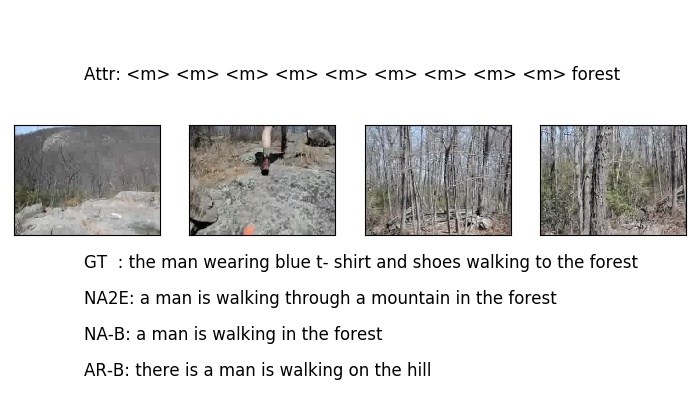 Attr: <m> <m> <m> <m> <m> <m> <m> <m> <m> forest
GT  : the man wearing blue t- shirt and shoes walking to the forest
NA2E: a man is walking through a mountain in the forest
NA-B: a man is walking in the forest
AR-B: there is a man is walking on the hill